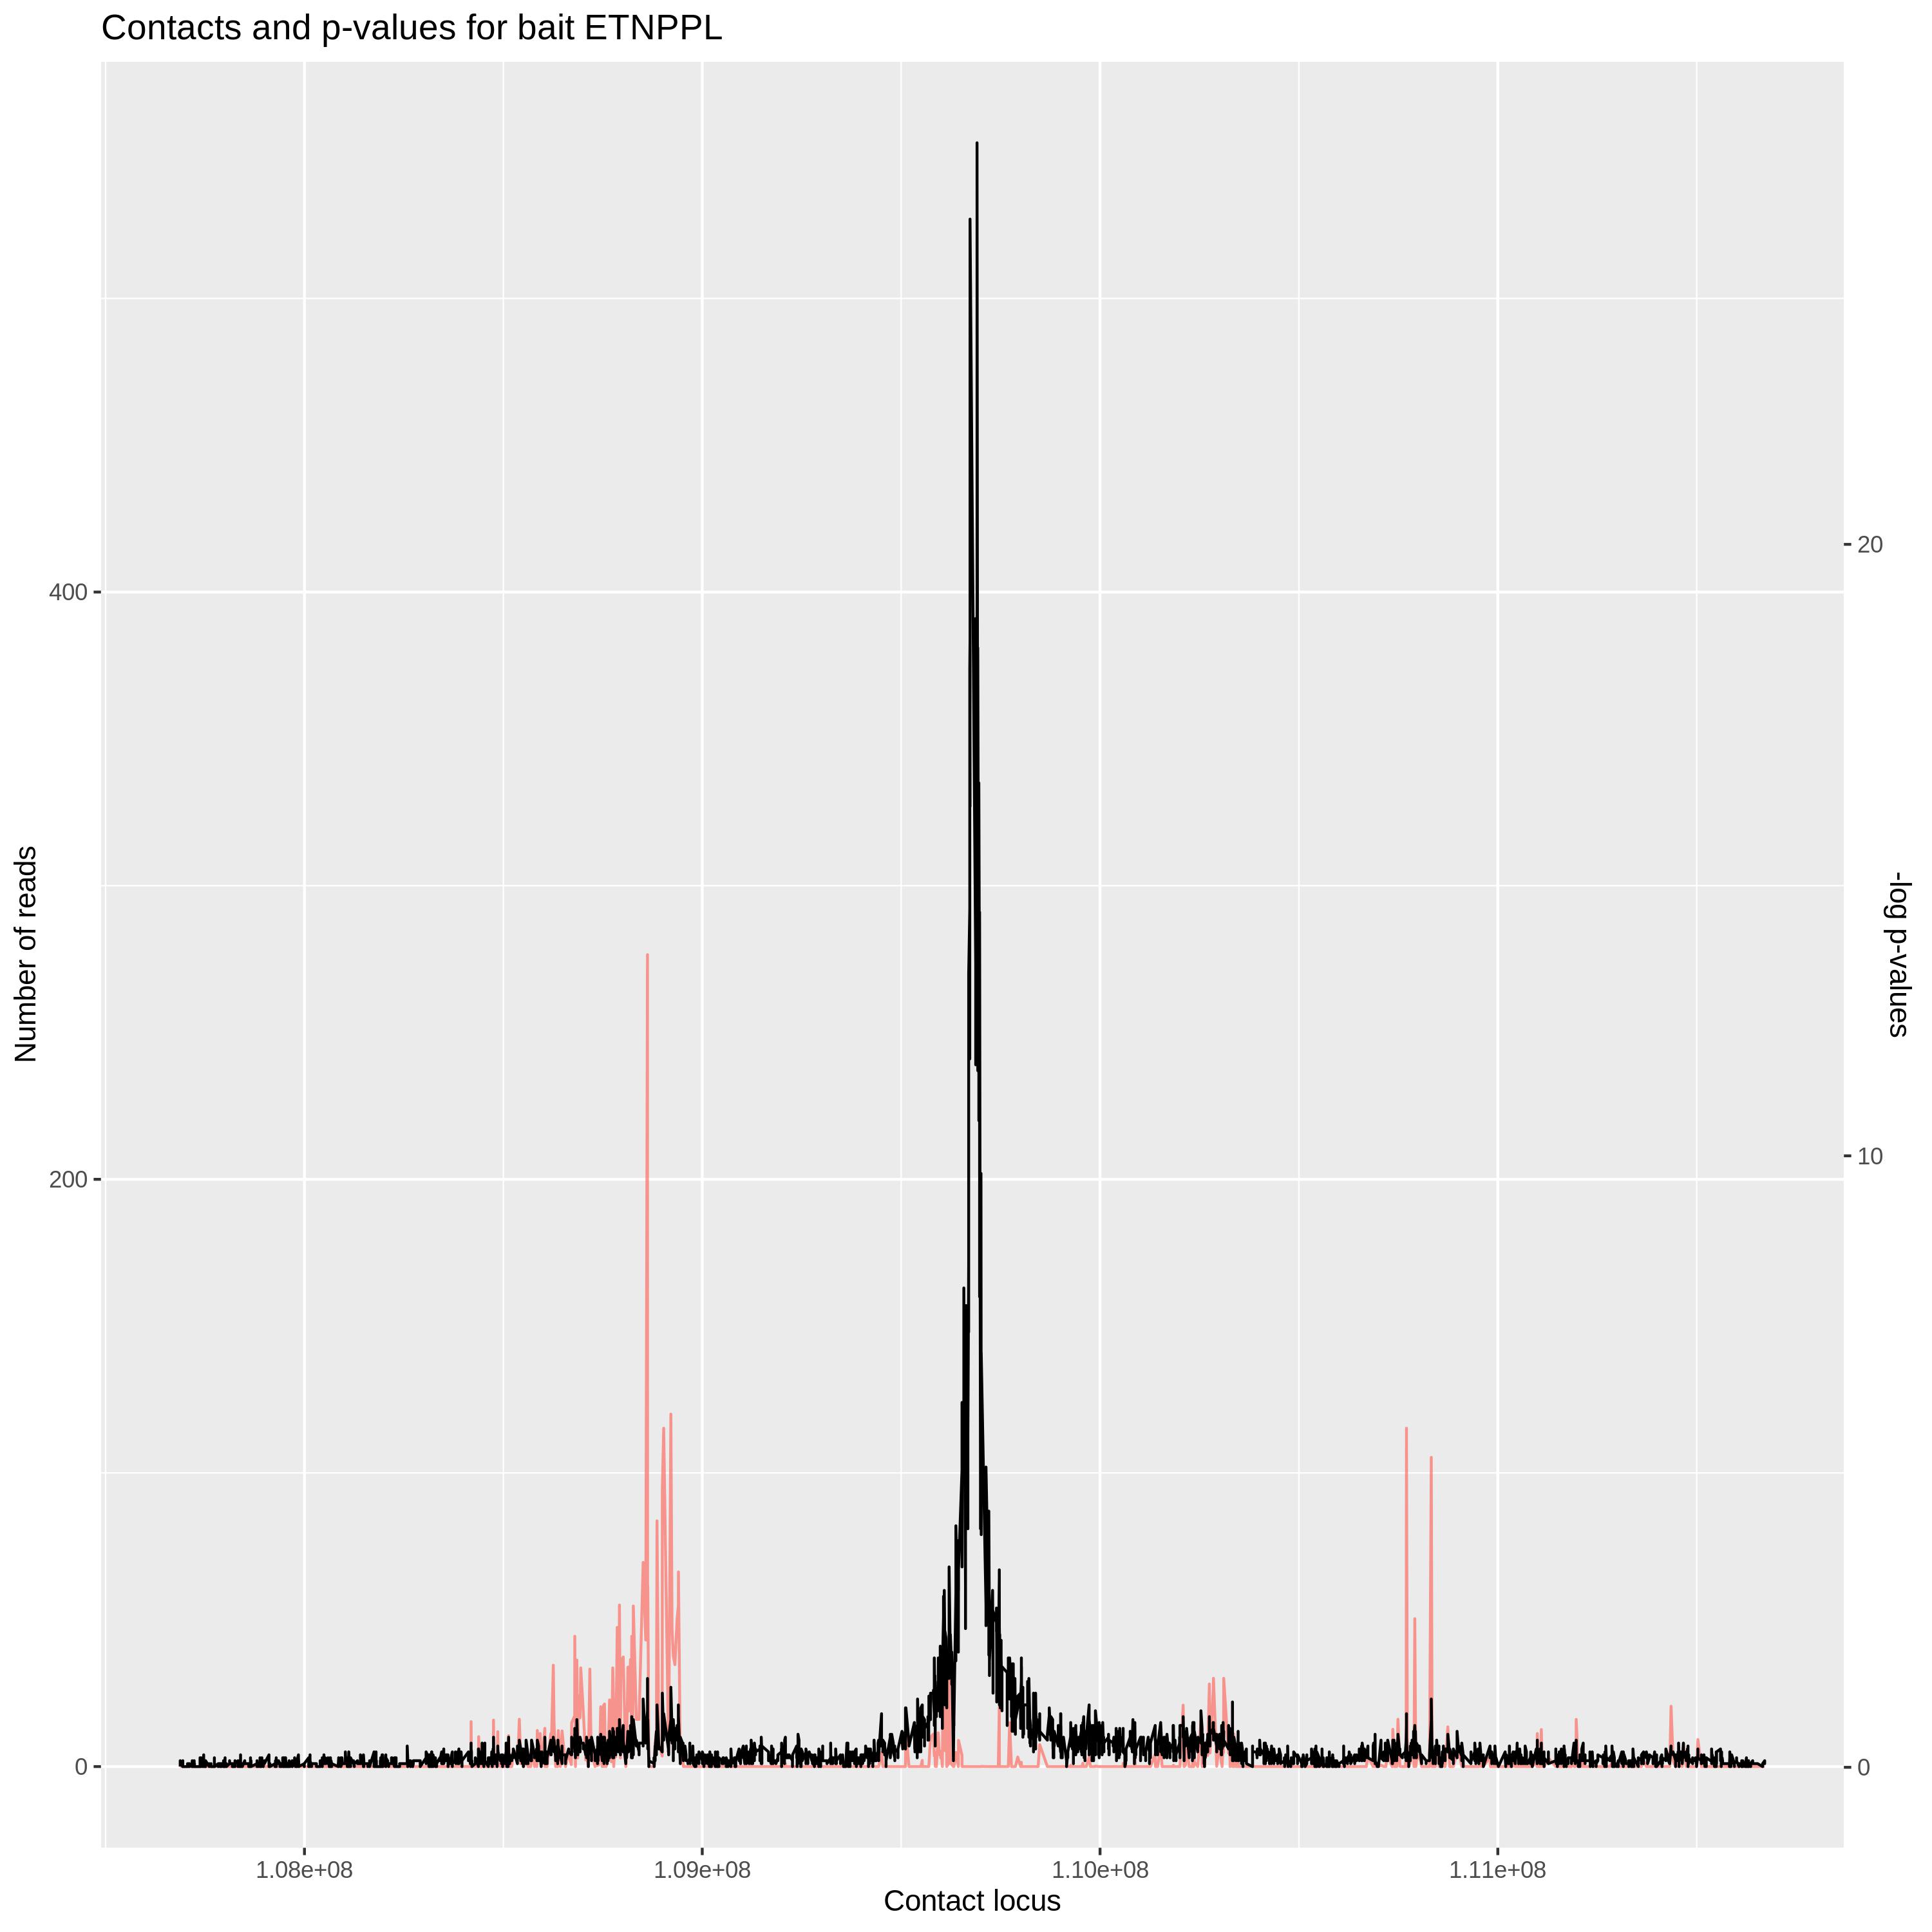 Contacts and p-values for bait ETNPPL
Number of reads
400
200
0
20
10
0
-log p-values
1.08e+08 1.09e+08 1.10e+08 1.11e+08
Contact locus